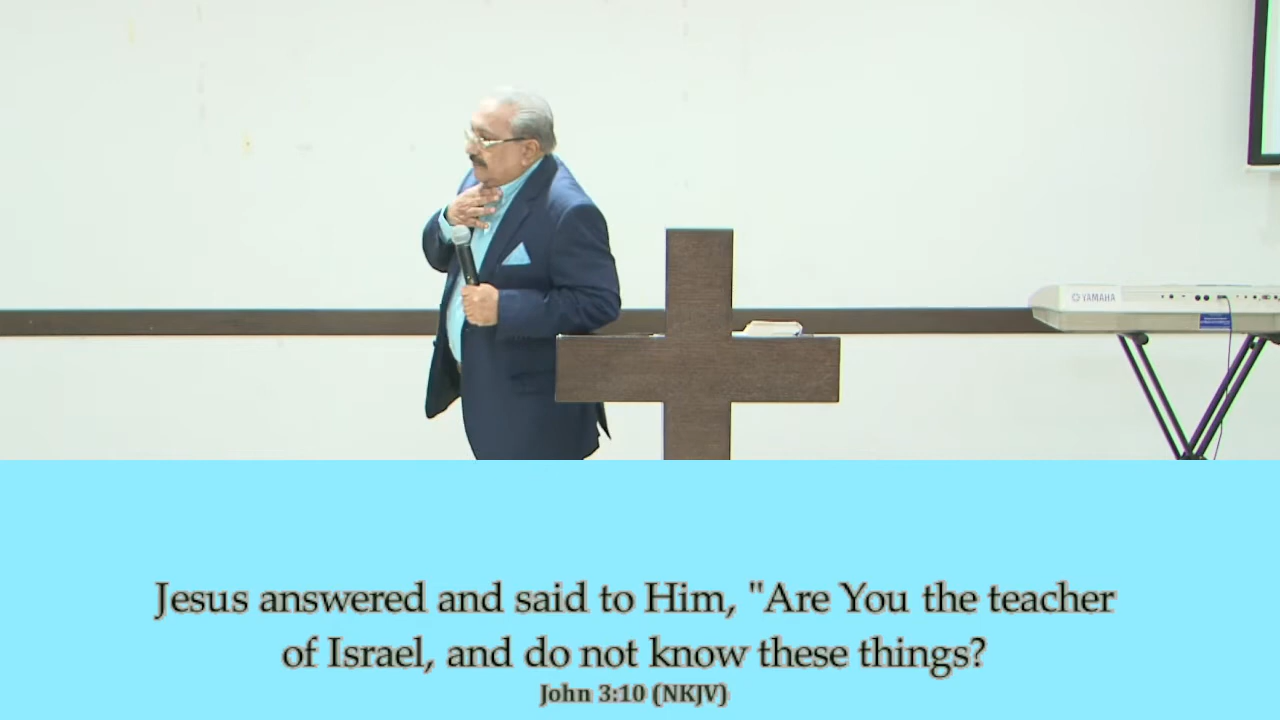 YAMAHA
Jesus answered and said to Him, "Are You the teacher
of Israel, and do not know these things?
John 3:10 (NKJV)